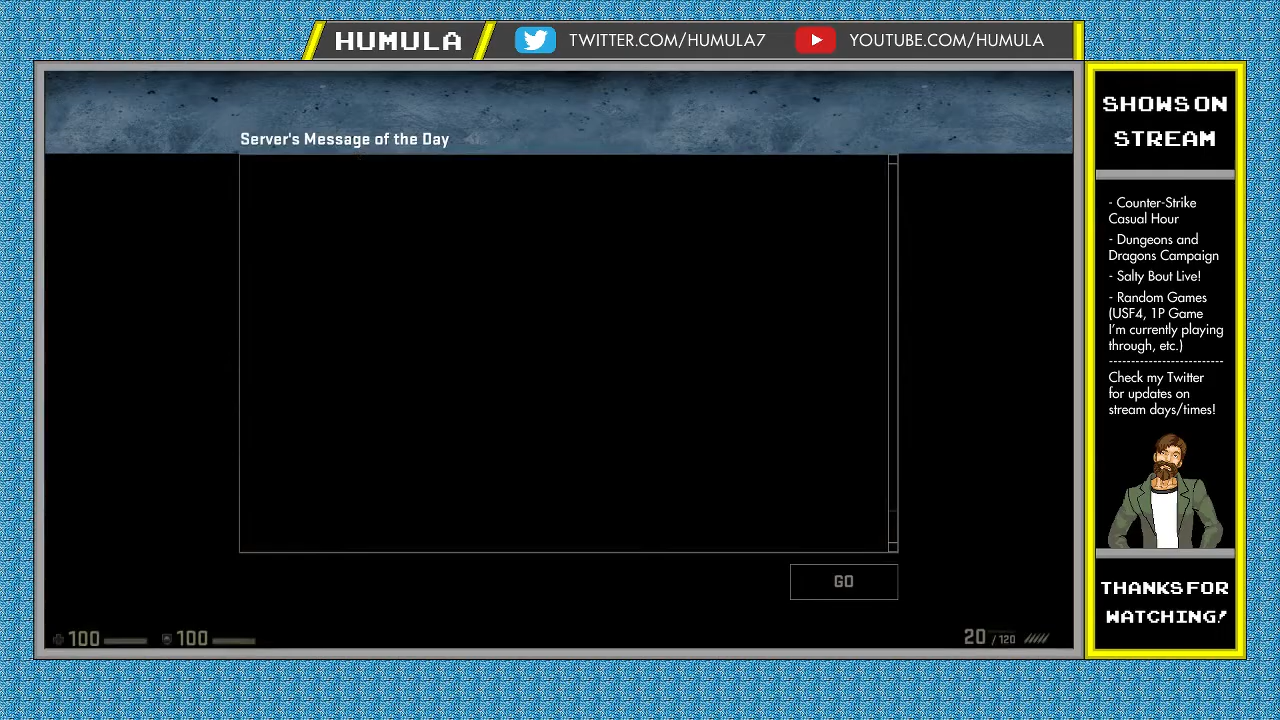 HUMULA
TWITTER.COM/HUMULA7
YOUTUBE.COM/HUMULA
Server's Message of the Day
GO
100
100
20 / 120
SHOWS ON
STREAM
- Counter-Strike
Casual Hour
- Dungeons and
Dragons Campaign
- Salty Bout Live!
- Random Games
(USF4, 1P Game
I'm currently playing
through, etc.)
-------------------------
Check my Twitter
for updates on
stream days/times!
THANKS FOR
WATCHING!